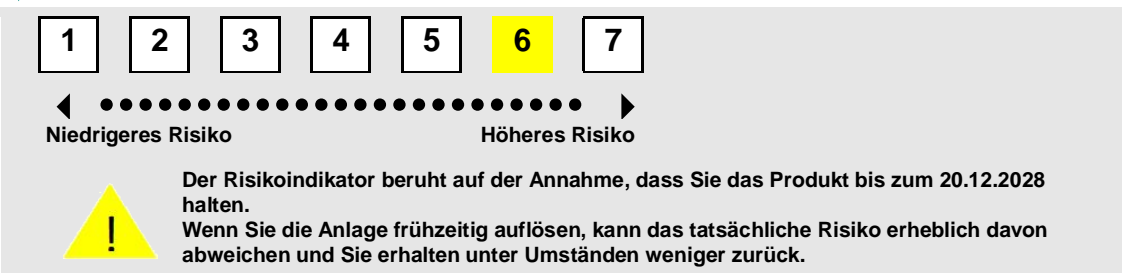 1 2 3 4 5 6 7
Niedrigeres Risiko Höheres Risiko
Der Risikoindikator beruht auf der Annahme, dass Sie das Produkt bis zum 20.12.2028
halten.
Wenn Sie die Anlage frühzeitig auflösen, kann das tatsächliche Risiko erheblich davon
abweichen und Sie erhalten unter Umständen weniger zurück.
!